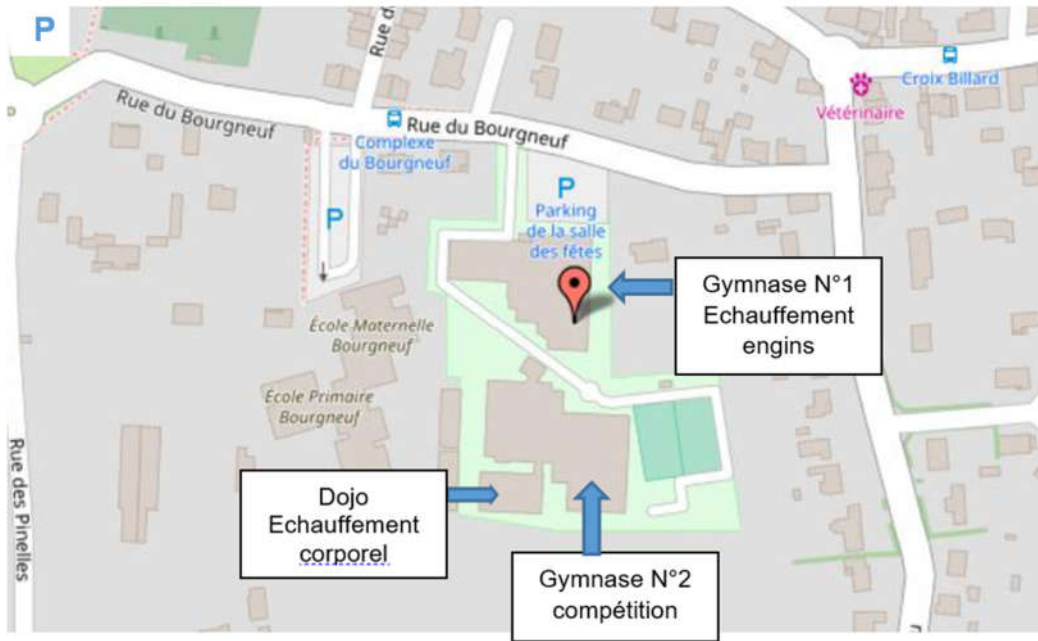 P
Rue du Bourgneuf
Rue d
Complexe
du Bourgneuf
Rue du Bourgneuf
Croix Billard
Vétérinaire
P
P
Parking
de la salle
des fêtes
Gymnase N°1
Echauffement
engins
École Maternelle
Bourgneuf
École Primaire
Bourgneuf
Rue des Pinelles
Dojo
Echauffement
corporel
Gymnase N°2
compétition